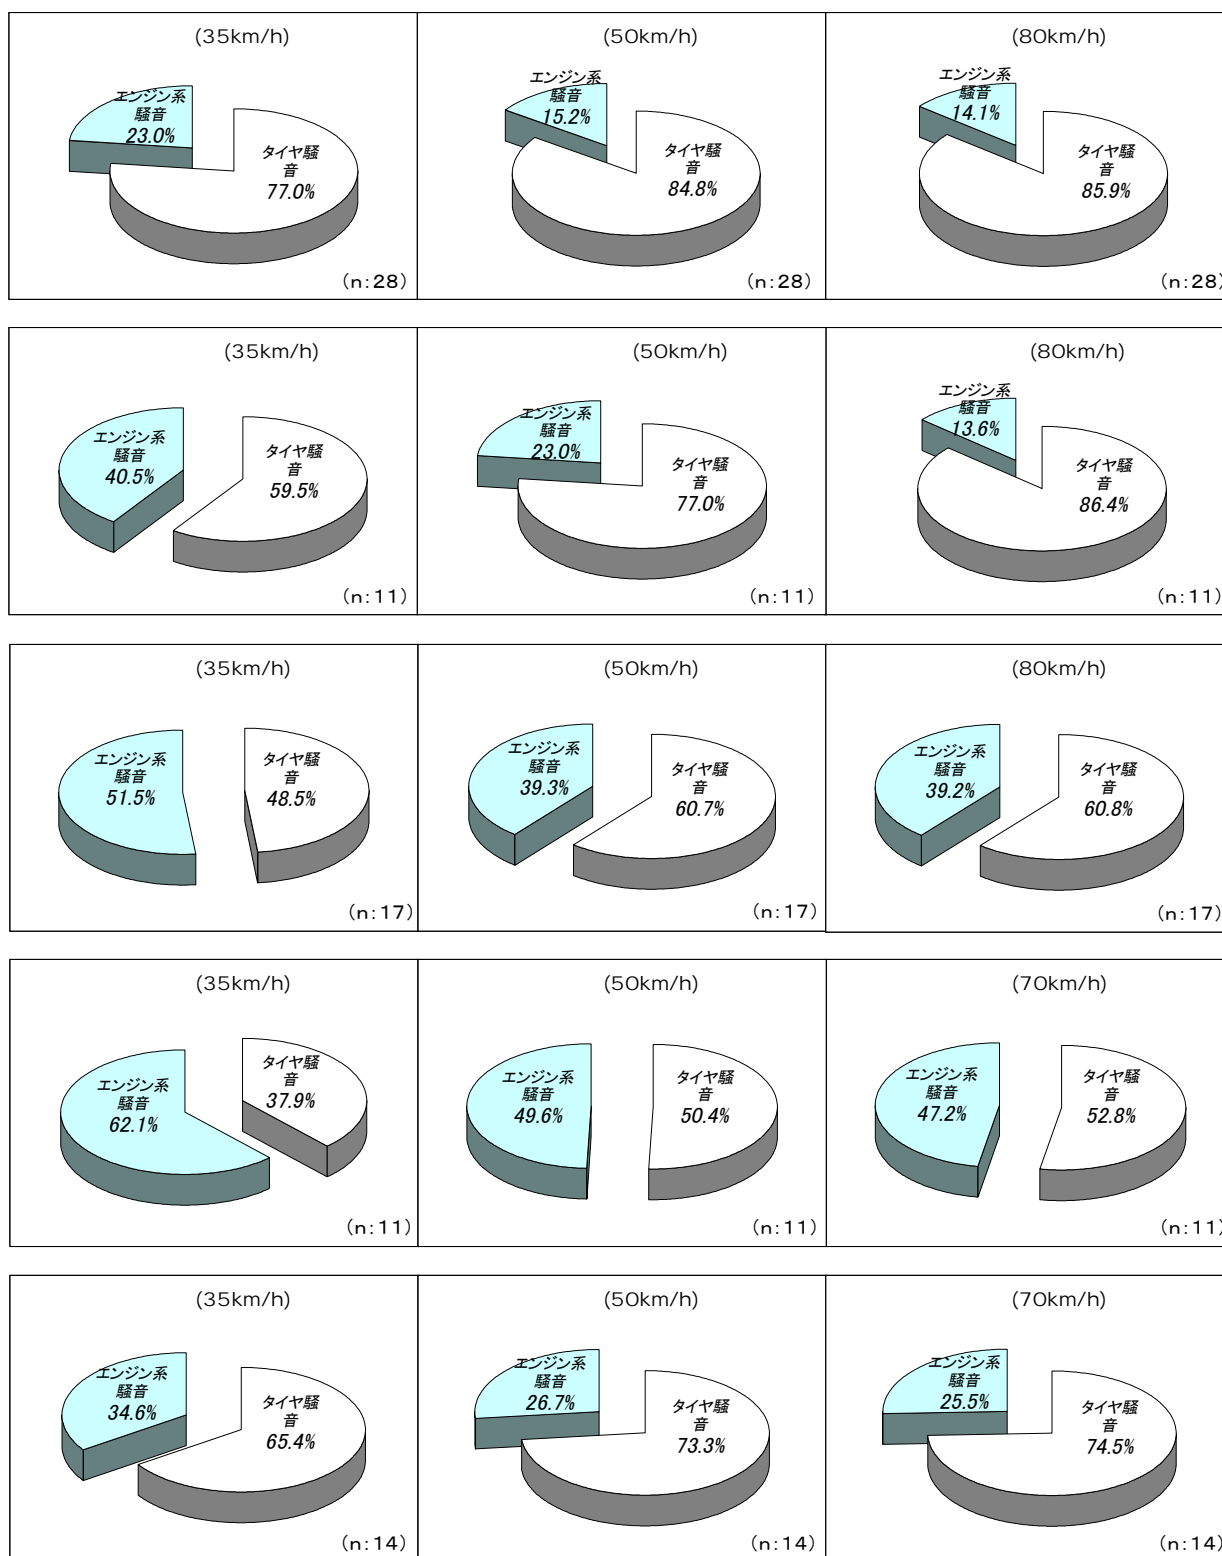 (35km/h)
エンジン系
騒音
23.0%
タイヤ騒
音
77.0%
(n:28)
(50km/h)
エンジン系
騒音
15.2%
タイヤ騒
音
84.8%
(n:28)
(80km/h)
エンジン系
騒音
14.1%
タイヤ騒
音
85.9%
(n:28)
(35km/h)
エンジン系
騒音
40.5%
タイヤ騒
音
59.5%
(n:11)
(50km/h)
エンジン系
騒音
23.0%
タイヤ騒
音
77.0%
(n:11)
(80km/h)
エンジン系
騒音
13.6%
タイヤ騒
音
86.4%
(n:11)
(35km/h)
エンジン系
騒音
51.5%
タイヤ騒
音
48.5%
(n:17)
(50km/h)
エンジン系
騒音
39.3%
タイヤ騒
音
60.7%
(n:17)
(80km/h)
エンジン系
騒音
39.2%
タイヤ騒
音
60.8%
(n:17)
(35km/h)
エンジン系
騒音
62.1%
タイヤ騒
音
37.9%
(n:11)
(50km/h)
エンジン系
騒音
49.6%
タイヤ騒
音
50.4%
(n:11)
(70km/h)
エンジン系
騒音
47.2%
タイヤ騒
音
52.8%
(n:11)
(35km/h)
エンジン系
騒音
34.6%
タイヤ騒
音
65.4%
(n:14)
(50km/h)
エンジン系
騒音
26.7%
タイヤ騒
音
73.3%
(n:14)
(70km/h)
エンジン系
騒音
25.5%
タイヤ騒
音
74.5%
(n:14)